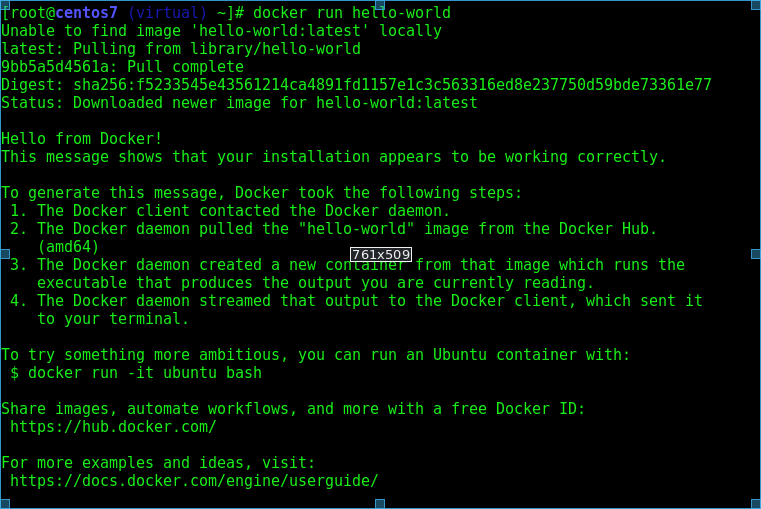 [root@centos7 (virtual) ~]# docker run hello-world
Unable to find image 'hello-world:latest' locally
latest: Pulling from library/hello-world
9bb5a5d4561a: Pull complete
Digest: sha256:f5233545e43561214ca4891fd1157e1c3c563316ed8e237750d59bde73361e77
Status: Downloaded newer image for hello-world:latest

Hello from Docker!
This message shows that your installation appears to be working correctly.

To generate this message, Docker took the following steps:
 1. The Docker client contacted the Docker daemon.
 2. The Docker daemon pulled the "hello-world" image from the Docker Hub.
    (amd64)
761x509
 3. The Docker daemon created a new container from that image which runs the
    executable that produces the output you are currently reading.
 4. The Docker daemon streamed that output to the Docker client, which sent it
    to your terminal.

To try something more ambitious, you can run an Ubuntu container with:
 $ docker run -it ubuntu bash

Share images, automate workflows, and more with a free Docker ID:
 https://hub.docker.com/

For more examples and ideas, visit:
 https://docs.docker.com/engine/userguide/